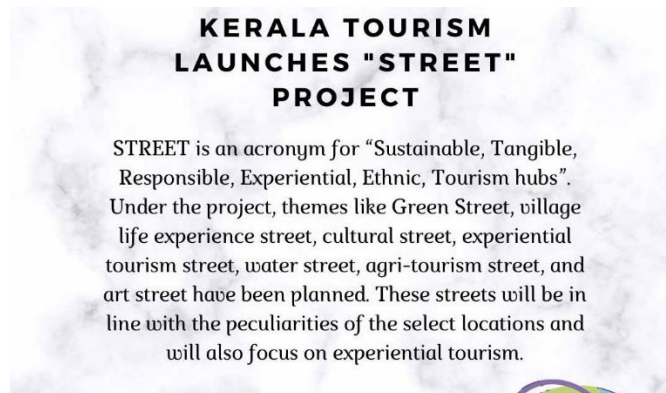 KERALA TOURISM
LAUNCHES "STREET"
PROJECT
STREET is an acronym for “Sustainable, Tangible,
Responsible, Experiential, Ethnic, Tourism hubs”.
Under the project, themes like Green Street, village
life experience street, cultural street, experiential
tourism street, water street, agri-tourism street, and
art street have been planned. These streets will be in
line with the peculiarities of the select locations and
will also focus on experiential tourism.